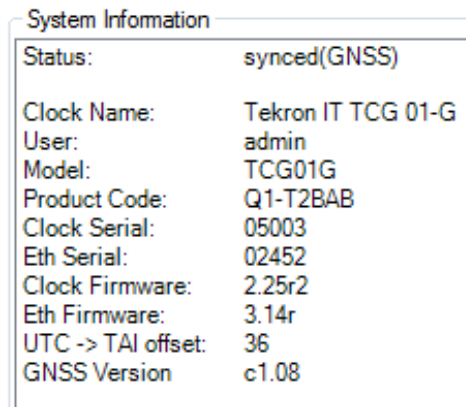 System Information
Status: synced(GNSS)
Clock Name: Tekron IT TCG 01-G
User: admin
Model: TCG01G
Product Code: Q1-T2BAB
Clock Serial: 05003
Eth Serial: 02452
Clock Firmware: 2.25r2
Eth Firmware: 3.14r
UTC -> TAI offset: 36
GNSS Version c1.08